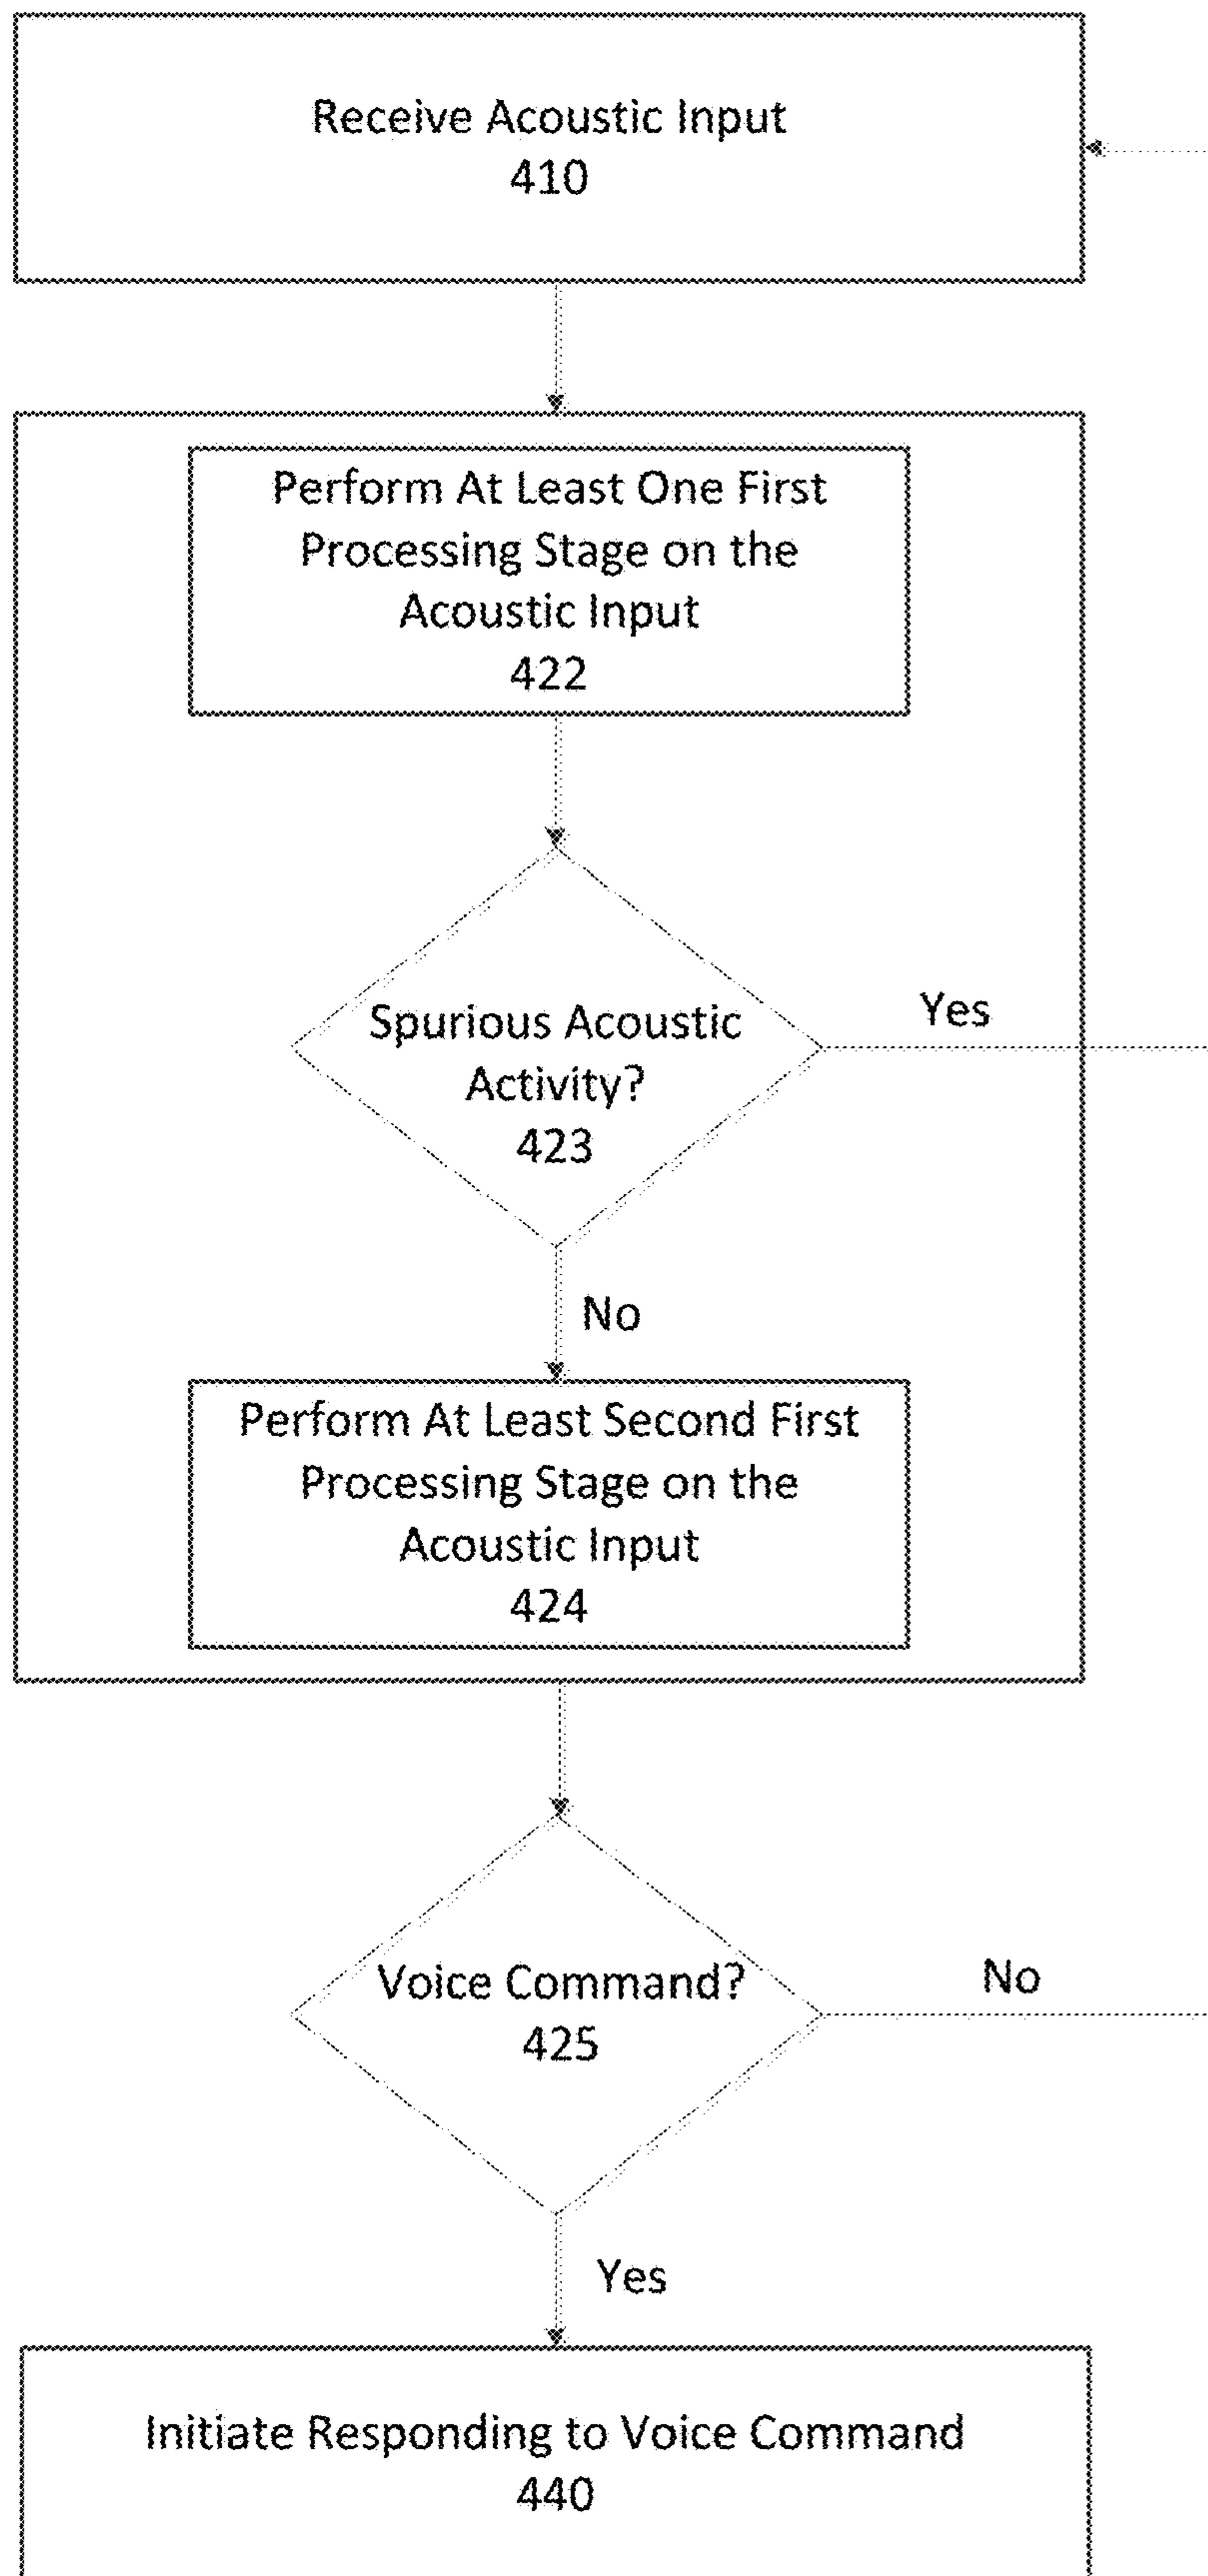 Receive Acoustic Input
410
Perform At Least One First
Processing Stage on the
Acoustic Input
422
Spurious Acoustic
Activity?
423
Yes
No
Perform At Least Second First
Processing Stage on the
Acoustic Input
424
Voice Command?
425
No
Yes
Initiate Responding to Voice Command
440